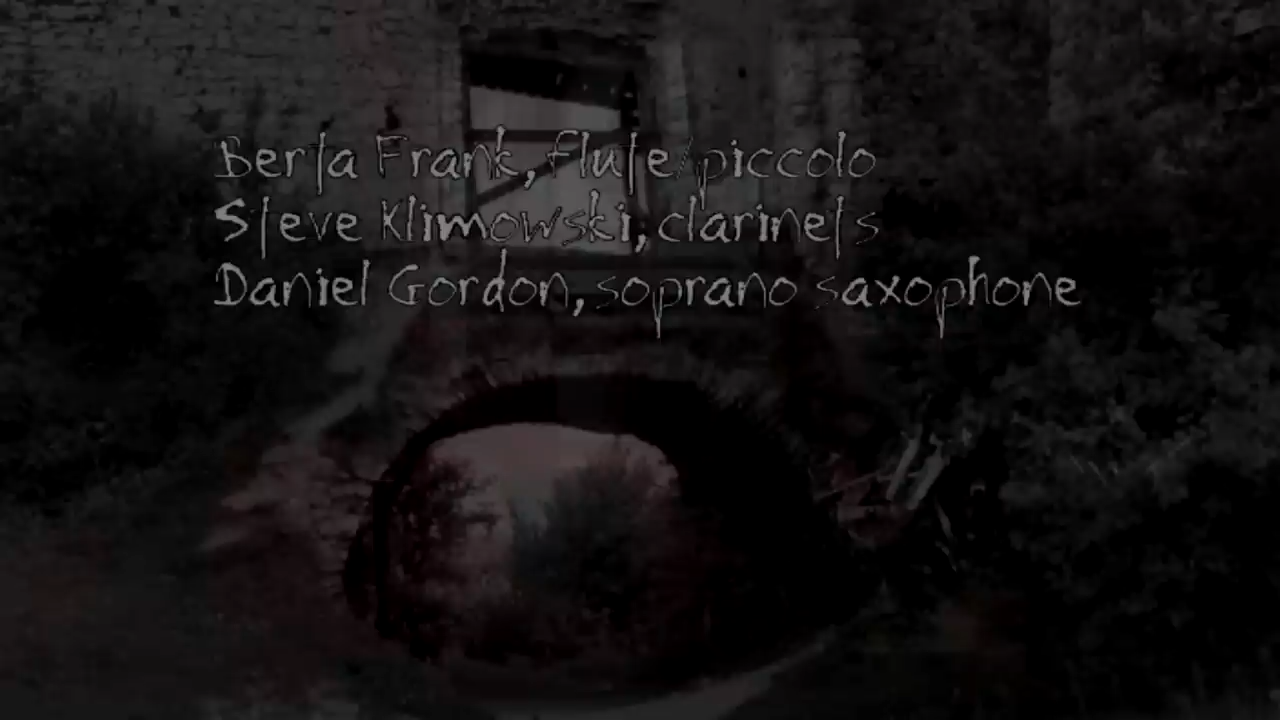 Berta Frank, flute/piccolo
Steve Klimowski, clarinets
Daniel Gordon, soprano saxophone